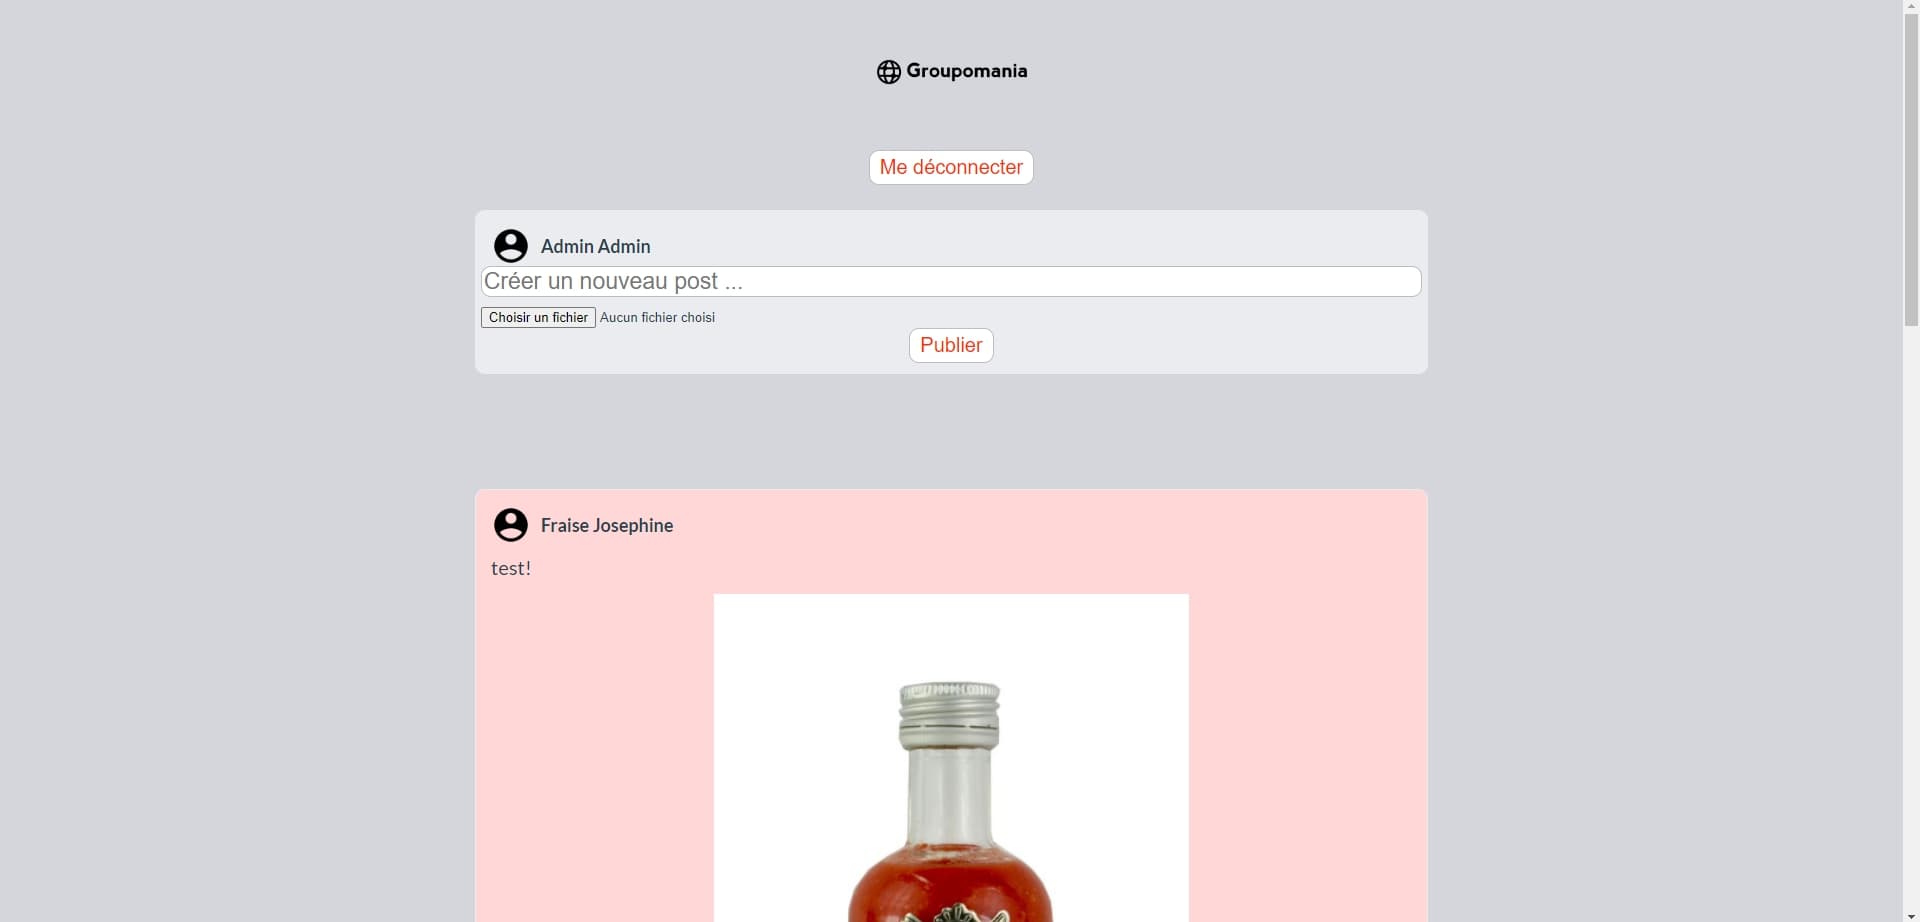 Groupomania
Me déconnecter
Admin Admin
Créer un nouveau post ...
Choisir un fichier Aucun fichier choisi
Publier
Fraise Josephine
test!